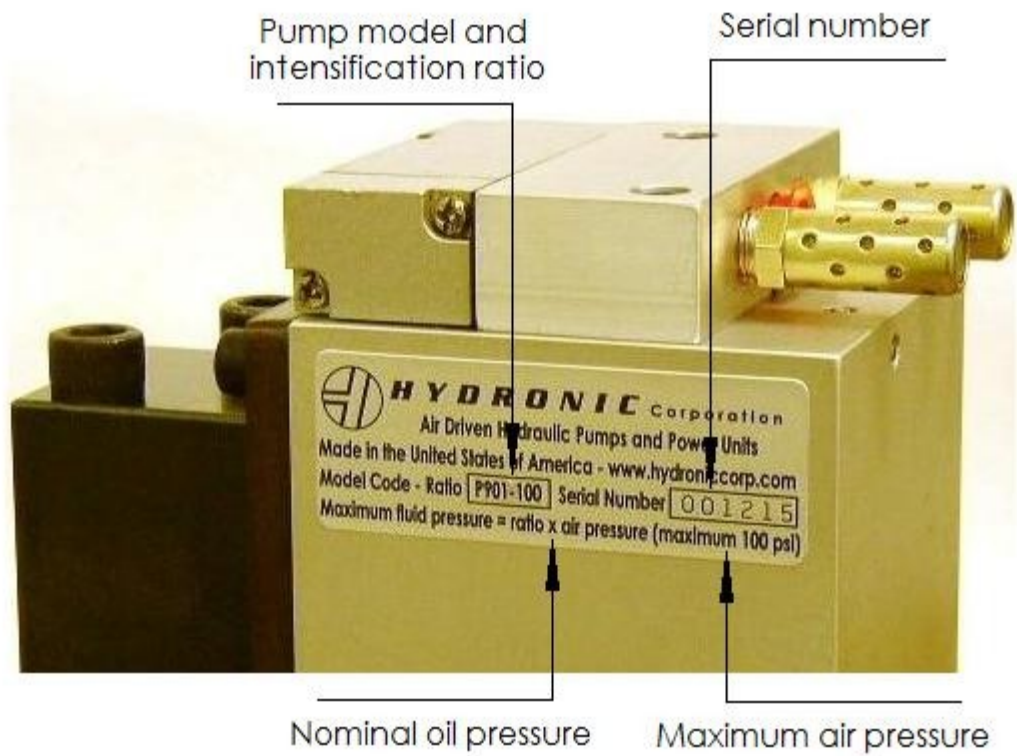 Pump model and
intensification ratio
Serial number
HYDRONIC Corporation
Air Driven Hydraulic Pumps and Power Units
Made in the United States of America - www.hydroniccorp.com
Model Code - Ratio P901-100 Serial Number 001215
Maximum fluid pressure = ratio x air pressure (maximum 100 psi)
Nominal oil pressure
Maximum air pressure